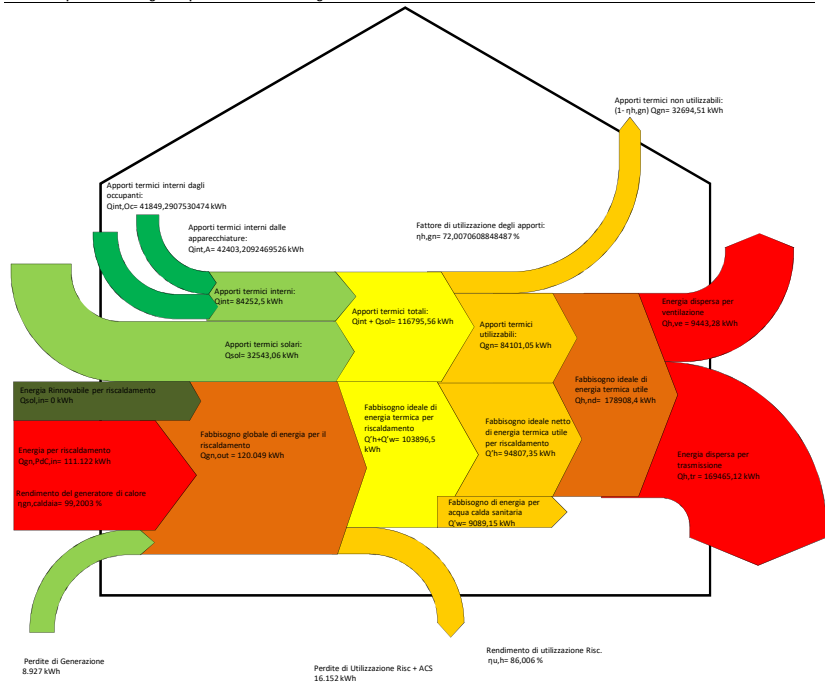 Apporti termici non utilizzabili:
(1- ηh,gn) Qgn= 32694,51 kWh
Apporti termici interni dagli
occupanti:
Qint,Oc= 41849,2907530474 kWh
Apporti termici interni dalle
apparecchiature:
Qint,A= 42403,2092469526 kWh
Fattore di utilizzazione degli apporti:
ηh,gn= 72,0070608848487 %
Apporti termici interni:
Qint= 84252,5 kWh
Apporti termici totali:
Qint + Qsol= 116795,56 kWh
Energia dispersa per
ventilazione
Qh,ve= 9443,28 kWh
Apporti termici
utilizzabili:
Qgn= 84101,05 kWh
Apporti termici solari:
Qsol= 32543,06 kWh
Fabbisogno ideale di
energia termica utile
Qh,nd= 178908,4 kWh
Energia Rinnovabile per riscaldamento
Qsol,in= 0 kWh
Fabbisogno ideale di
energia termica per
riscaldamento
Q'h+Q'w= 103896,5
kWh
Fabbisogno ideale netto
di energia termica utile
per riscaldamento
Q'h= 94807,35 kWh
Fabbisogno globale di energia per il
riscaldamento
Qgn,out = 120.049 kWh
Energia per riscaldamento
Qgn,PdC,in= 111.122 kWh
Energia dispersa per
trasmissione
Qh,tr = 169465,12 kWh
Rendimento del generatore di calore
ηgn,caldaia= 99,2003 %
Fabbisogno di energia per
acqua calda sanitaria
Q'w= 9089,15 kWh
Rendimento di utilizzazione Risc.
ηu,h= 86,006 %
Perdite di Generazione
8.927 kWh
Perdite di Utilizzazione Risc + ACS
16.152 kWh